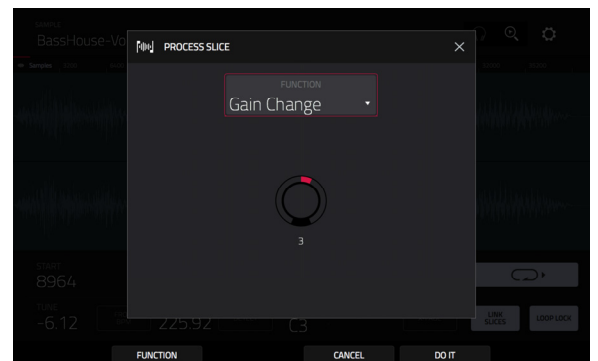 SAMPLE
BassHouse-Vo
PROCESS SLICE
FUNCTION
Gain Change
3
START
8964
TUNE
-6.12
225.92
C3
LINK
SLICES
LOOP LOCK
FUNCTION
CANCEL
DO IT